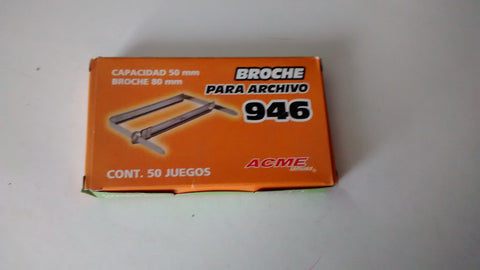 CAPACIDAD 50 mm
BROCHE 80 mm
BROCHE
PARA ARCHIVO
946
CONT. 50 JUEGOS
ACME